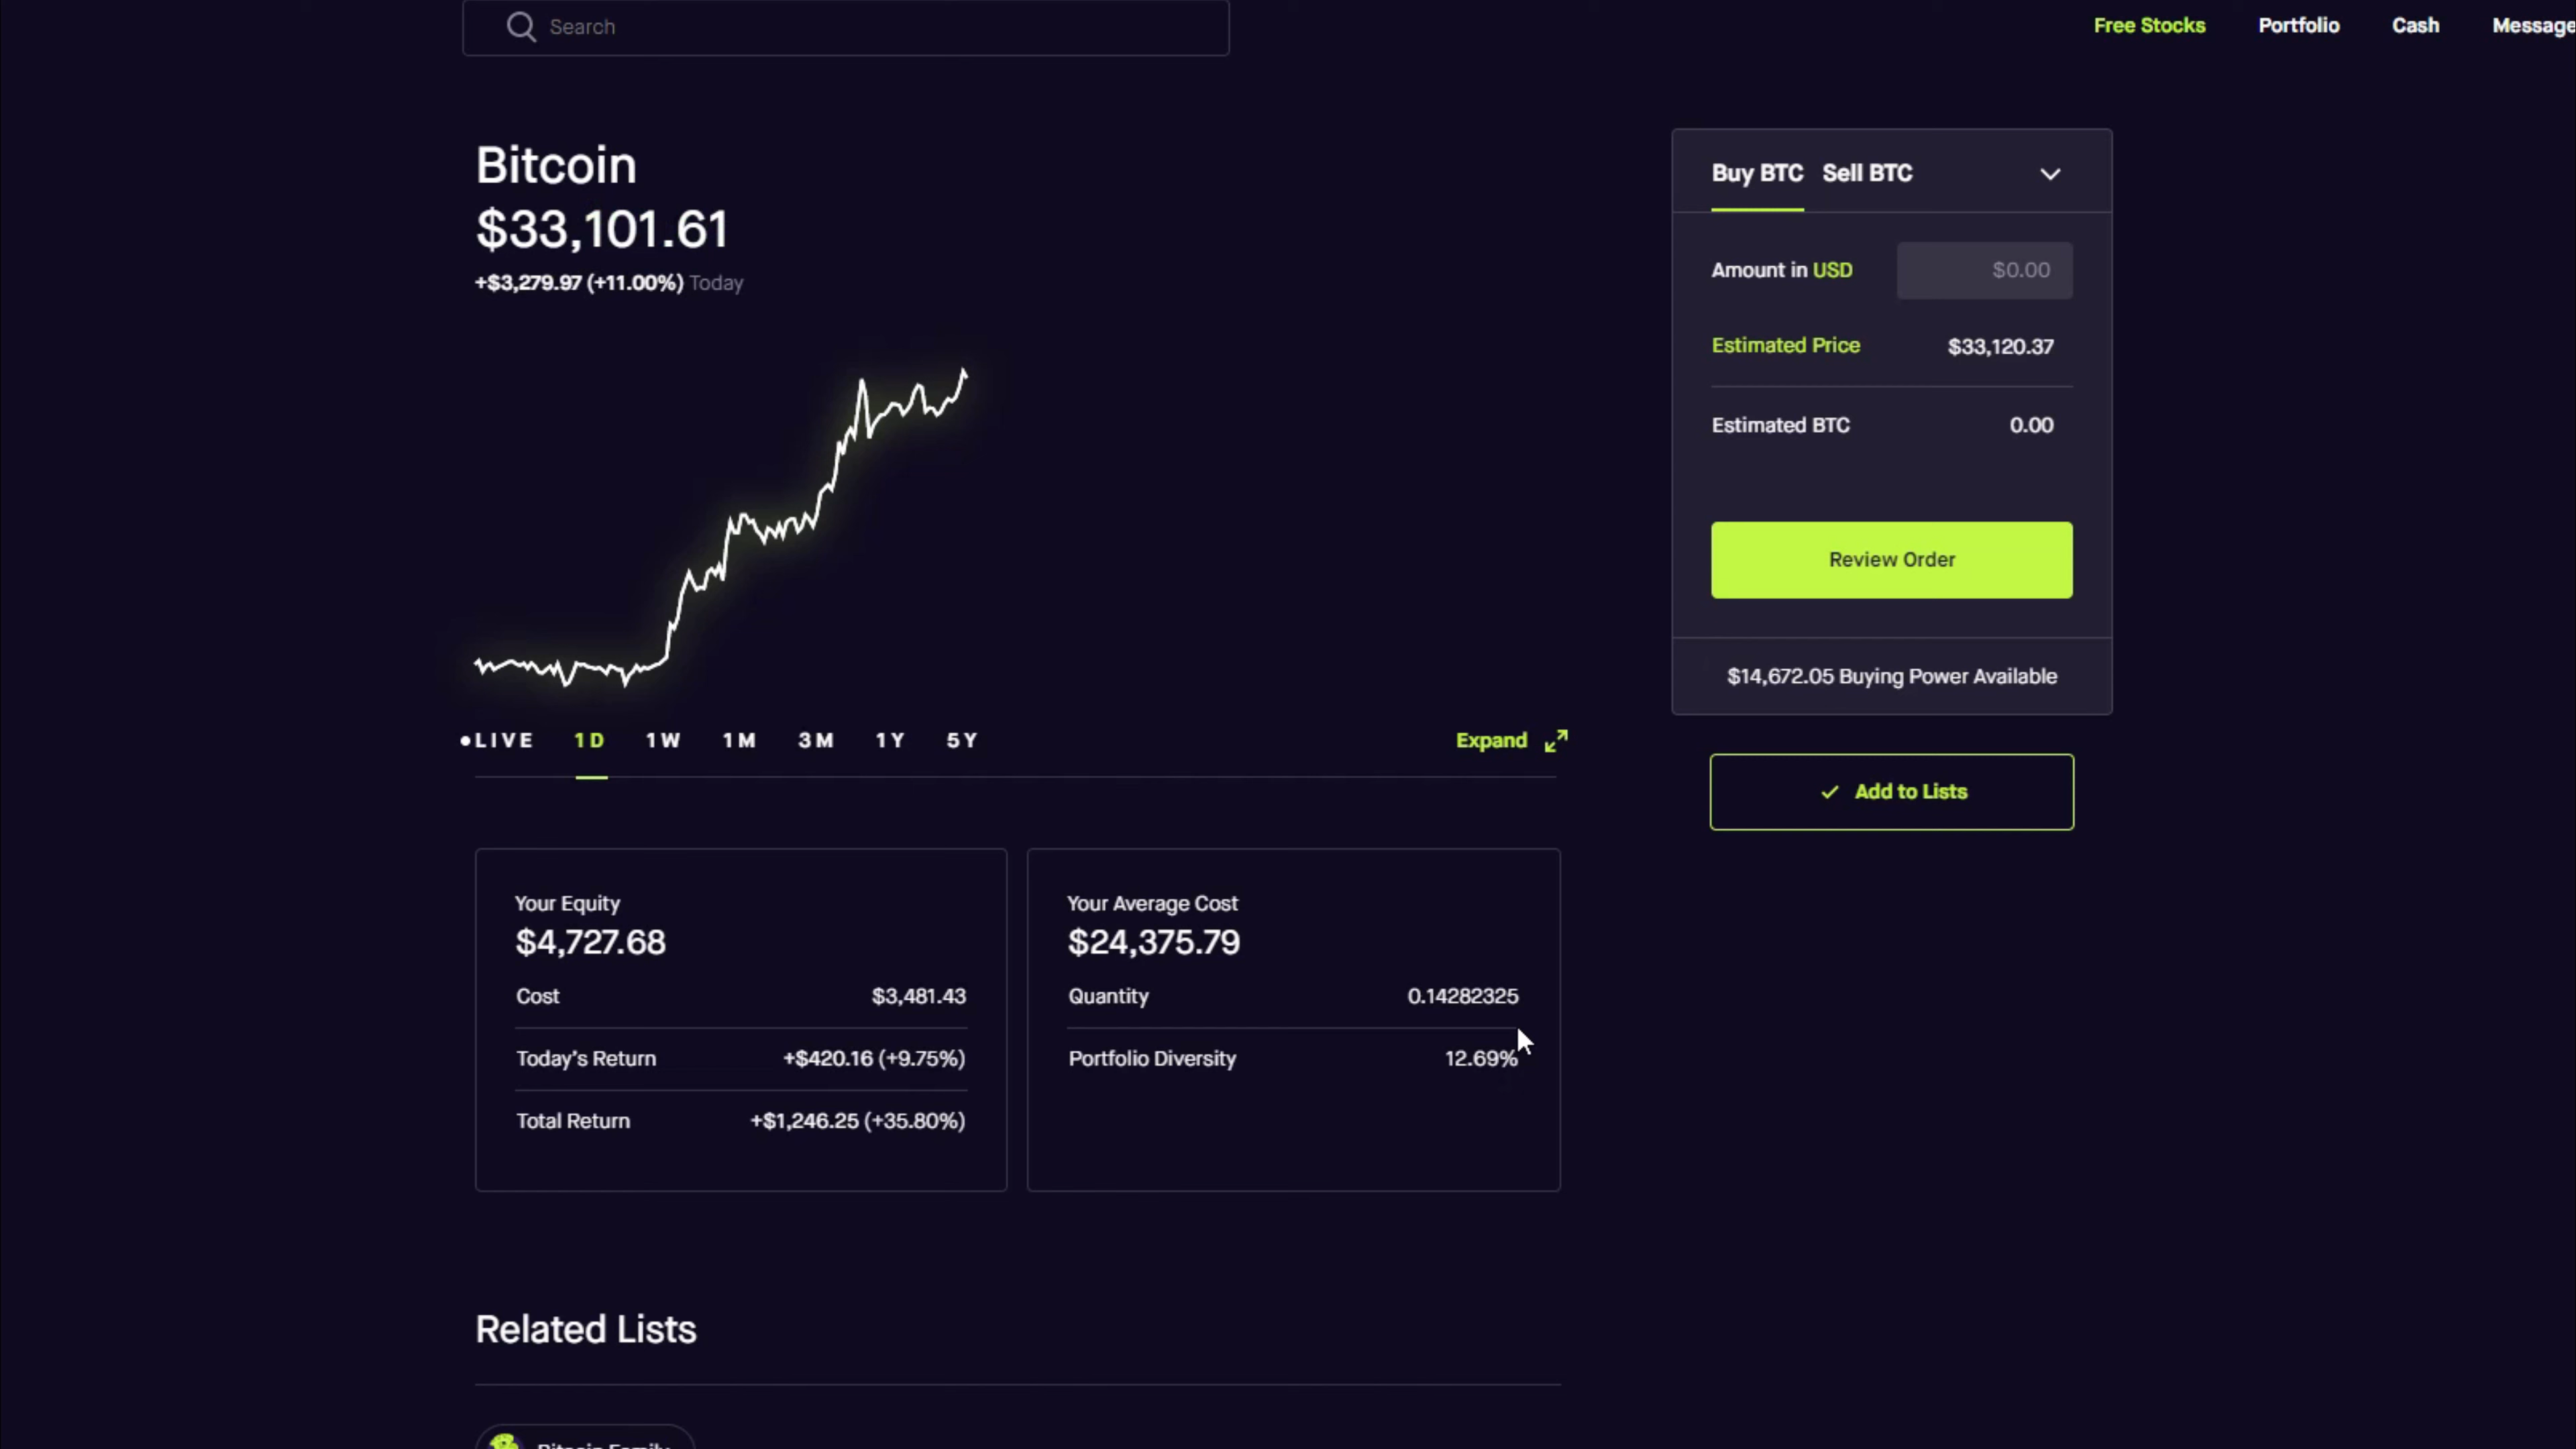 Search
Free Stocks Portfolio Cash Message
Bitcoin
$33,101.61
+$3,279.97 (+11.00%) Today
LIVE 1D 1W 1M 3M 1Y 5Y Expand
Buy BTC Sell BTC
Amount in USD $0.00
Estimated Price $33,120.37
Estimated BTC 0.00
Review Order
$14,672.05 Buying Power Available
Add to Lists
Your Equity
$4,727.68
Cost $3,481.43
Today's Return +$420.16 (+9.75%)
Total Return +$1,246.25 (+35.80%)
Your Average Cost
$24,375.79
Quantity 0.14282325
Portfolio Diversity 12.69%
Related Lists
Bitcoin Family